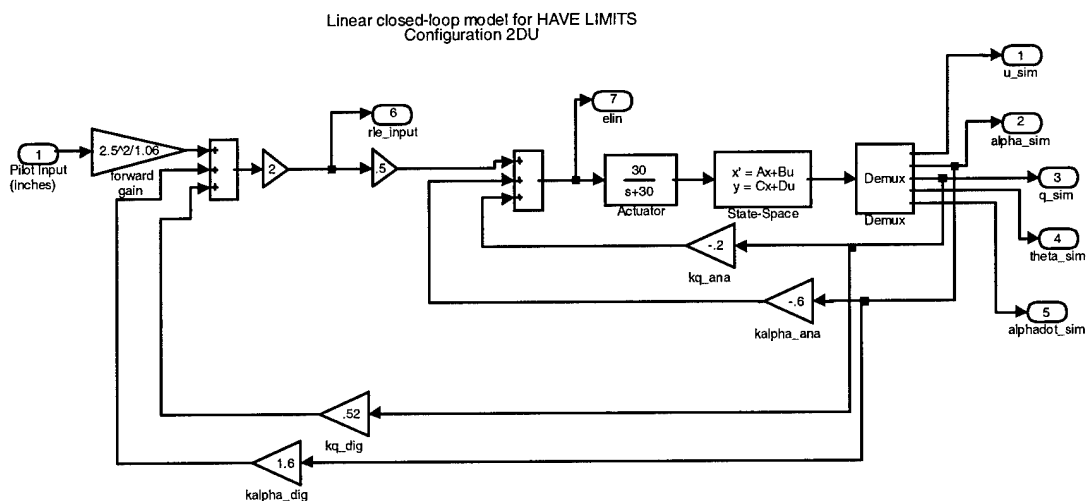 Linear closed-loop model for HAVE LIMITS
Configuration 2DU
1
Pilot Input
(inches)
2.5^2/1.06
forward
gain
+
+
+
2
6
rle_input
.5
+
+
+
7
elin
30
s+30
Actuator
x' = Ax+Bu
y = Cx+Du
State-Space
Demux
Demux
1
u_sim
2
alpha_sim
3
q_sim
4
theta_sim
5
alphadot_sim
-.2
kq_ana
-.6
kalpha_ana
.52
kq_dig
1.6
kalpha_dig